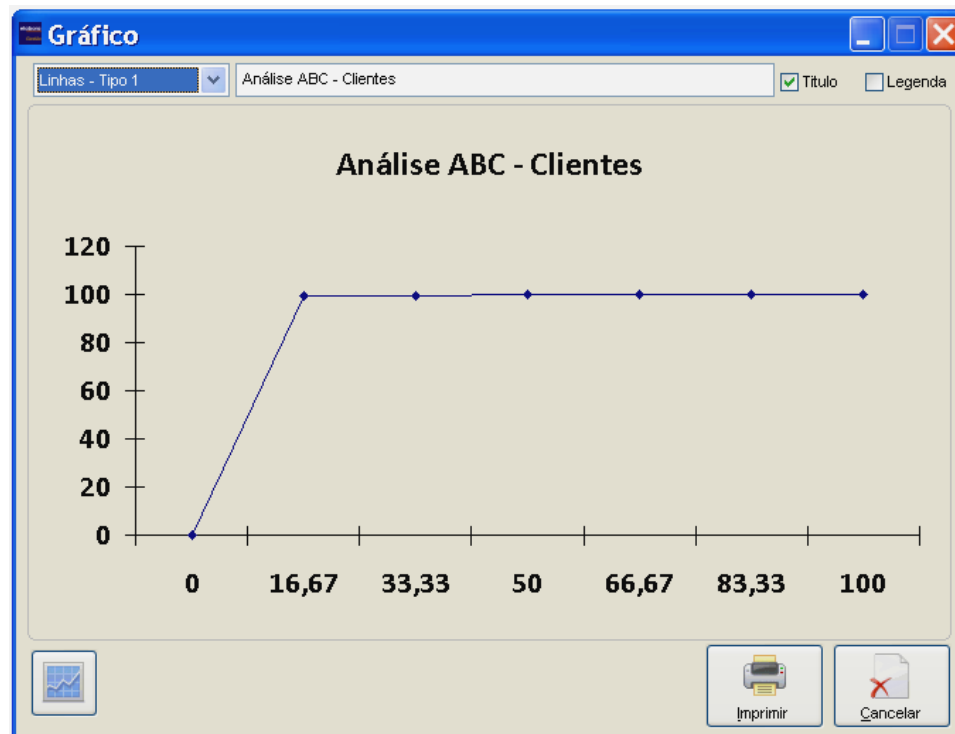 Gráfico
Linhas - Tipo 1
Análise ABC - Clientes
Título
Legenda
Análise ABC - Clientes
120
100
80
60
40
20
0
0 16,67 33,33 50 66,67 83,33 100
Imprimir
Cancelar